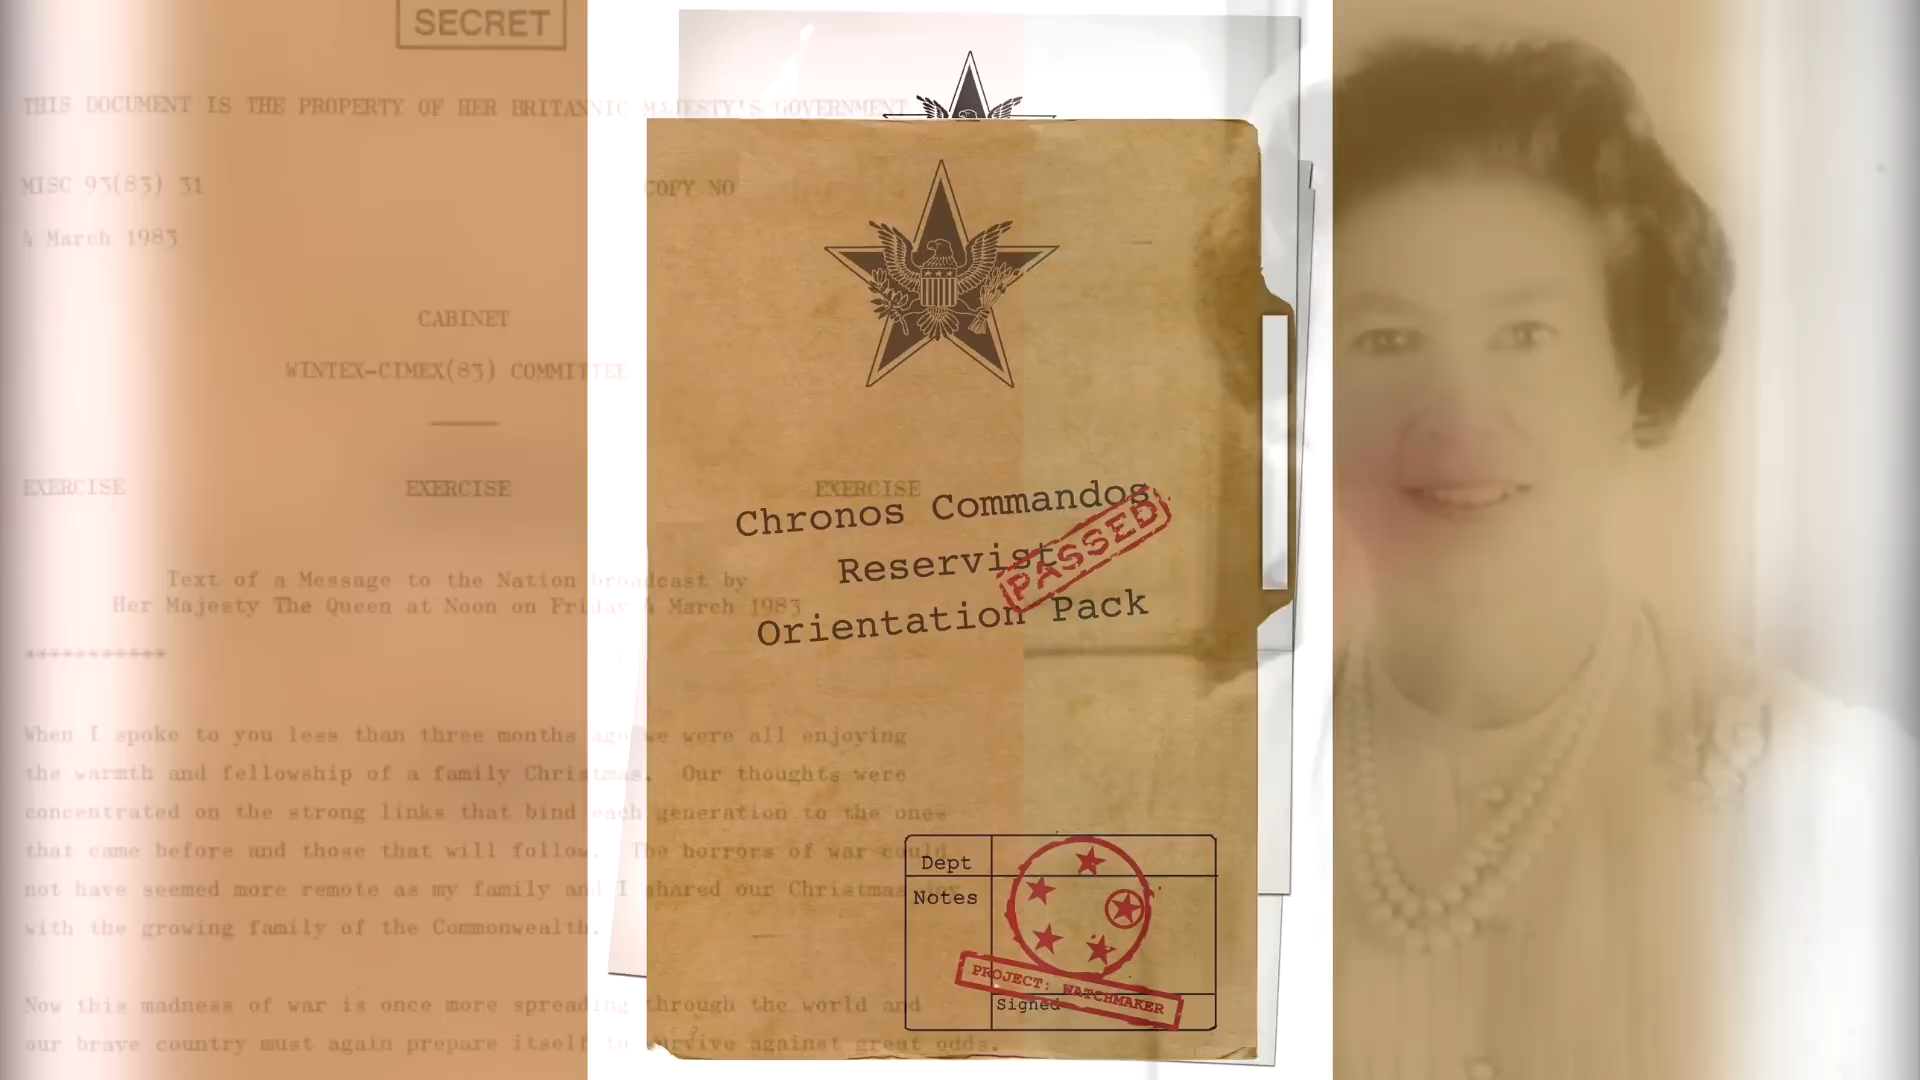 SECRET
THIS DOCUMENT IS THE PROPERTY OF HER BRITANNIC MAJESTY'S GOVERNMENT
MISC 93(83) 31
COPY NO
4 March 1983
CABINET
WINTEX-CIMEX(83) COMMITTEE
EXERCISE EXERCISE EXERCISE
Chronos Commandos
Reservist
Orientation Pack
PASSED
Text of a Message to the Nation broadcast by
Her Majesty The Queen at Noon on Friday 4 March 1983
***********
When I spoke to you less than three months ago we were all enjoying
the warmth and fellowship of a family Christmas. Our thoughts were
concentrated on the strong links that bind each generation to the ones
that came before and those that will follow. The horrors of war could
not have seemed more remote as my family and I shared our Christmas joy
with the growing family of the Commonwealth.
Now this madness of war is once more spreading through the world and
our brave country must again prepare itself to survive against great odds.
Dept
Notes
PROJECT: WATCHMAKER
Signed